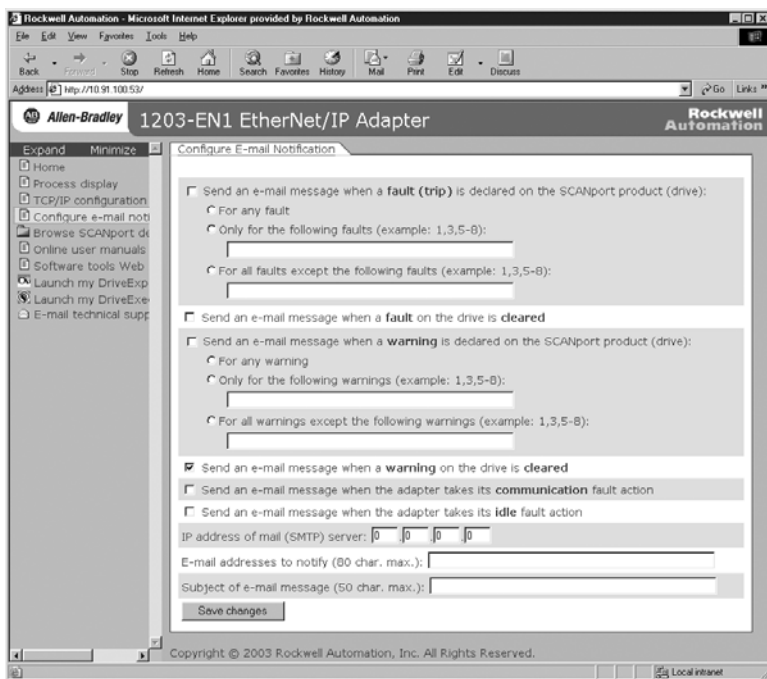 Rockwell Automation - Microsoft Internet Explorer provided by Rockwell Automation
File Edit View Favorites Tools Help
Back Forward Stop Refresh Home Search Favorites History Mail Print Edit Discuss
Address http://10.91.100.53/ Go Links »
AB Allen-Bradley 1203-EN1 EtherNet/IP Adapter Rockwell Automation
Expand Minimize
Home
Process display
TCP/IP configuration
Configure e-mail noti
Browse SCANport de
Online user manuals
Software tools Web
Launch my DriveExp
Launch my DriveExe
E-mail technical supp
Configure E-mail Notification
Send an e-mail message when a fault (trip) is declared on the SCANport product (drive):
For any fault
Only for the following faults (example: 1,3,5-8):
For all faults except the following faults (example: 1,3,5-8):
Send an e-mail message when a fault on the drive is cleared
Send an e-mail message when a warning is declared on the SCANport product (drive):
For any warning
Only for the following warnings (example: 1,3,5-8):
For all warnings except the following warnings (example: 1,3,5-8):
Send an e-mail message when a warning on the drive is cleared
Send an e-mail message when the adapter takes its communication fault action
Send an e-mail message when the adapter takes its idle fault action
IP address of mail (SMTP) server: 0 .0 .0 .0
E-mail addresses to notify (80 char. max.):
Subject of e-mail message (50 char. max.):
Save changes
Copyright © 2003 Rockwell Automation, Inc. All Rights Reserved.
Local intranet